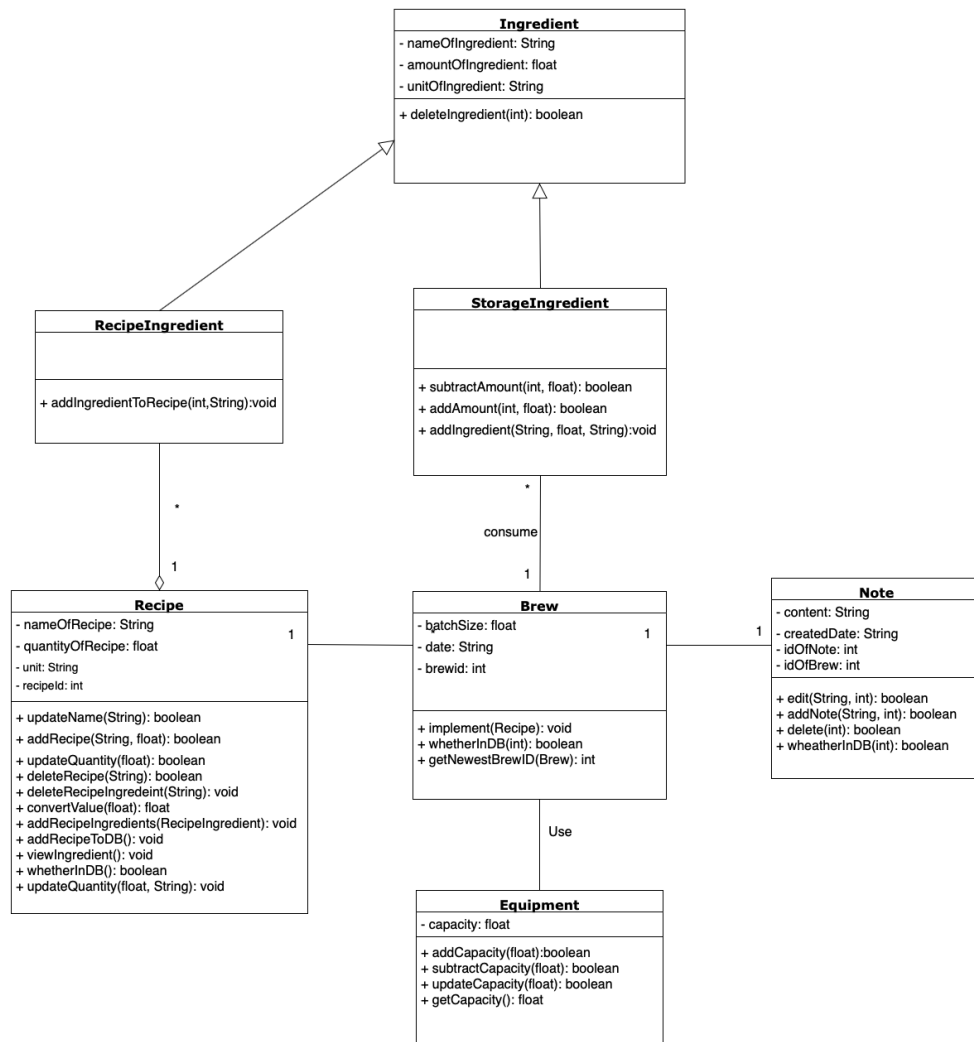 Ingredient
- nameOfIngredient: String
- amountOfIngredient: float
- unitOfIngredient: String
+ deleteIngredient(int): boolean
RecipeIngredient
+ addIngredientToRecipe(int,String):void
StorageIngredient
+ subtractAmount(int, float): boolean
+ addAmount(int, float): boolean
+ addIngredient(String, float, String):void
*
1
*
consume
1
Recipe
- nameOfRecipe: String
- quantityOfRecipe: float
- unit: String
- recipeId: int
+ updateName(String): boolean
+ addRecipe(String, float): boolean
+ updateQuantity(float): boolean
+ deleteRecipe(String): boolean
+ deleteRecipeIngredeint(String): void
+ convertValue(float): float
+ addRecipeIngredients(RecipeIngredient): void
+ addRecipeToDB(): void
+ viewIngredient(): void
+ whetherInDB(): boolean
+ updateQuantity(float, String): void
1
*
Brew
- batchSize: float
- date: String
- brewid: int
+ implement(Recipe): void
+ whetherInDB(int): boolean
+ getNewestBrewID(Brew): int
1
1
Note
- content: String
- createdDate: String
- idOfNote: int
- idOfBrew: int
+ edit(String, int): boolean
+ addNote(String, int): boolean
+ delete(int): boolean
+ wheatherInDB(int): boolean
Use
Equipment
- capacity: float
+ addCapacity(float):boolean
+ subtractCapacity(float): boolean
+ updateCapacity(float): boolean
+ getCapacity(): float